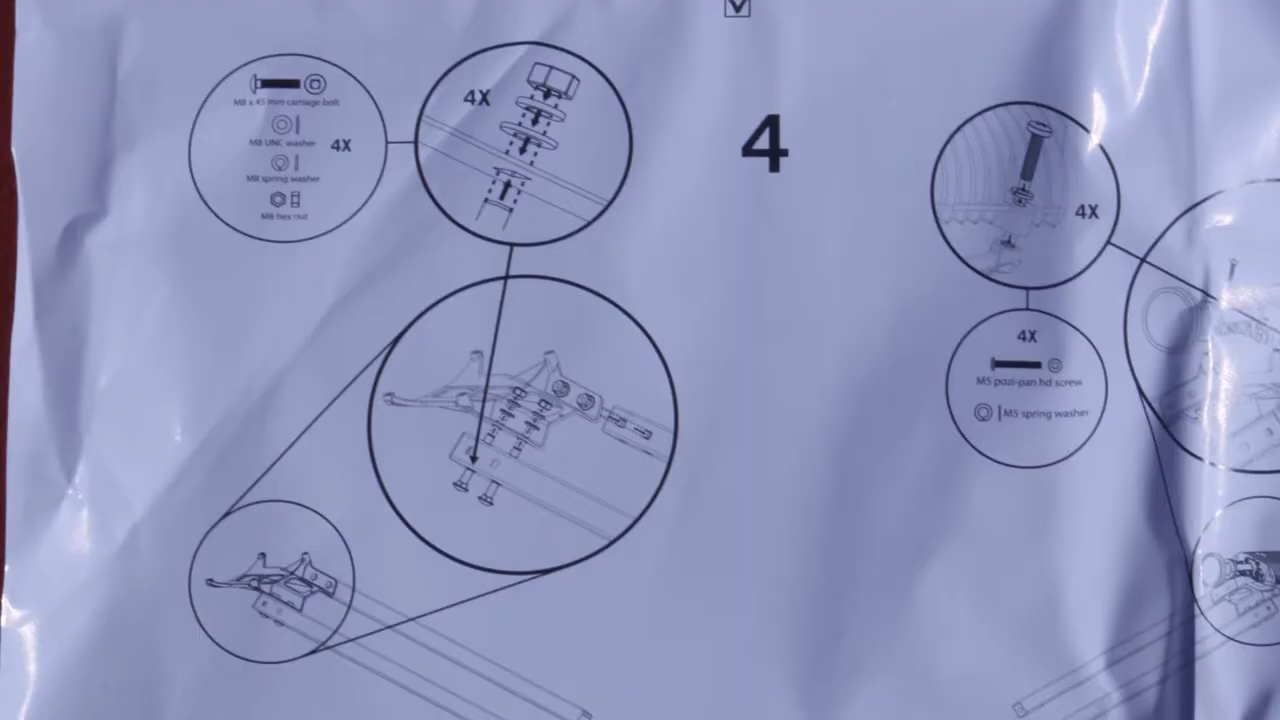 M8 x 45 mm carriage bolt
M8 UNC washer
4X
M8 spring washer
M8 hex nut
4X
4
4X
4X
M5 pozi-pan hd screw
M5 spring washer